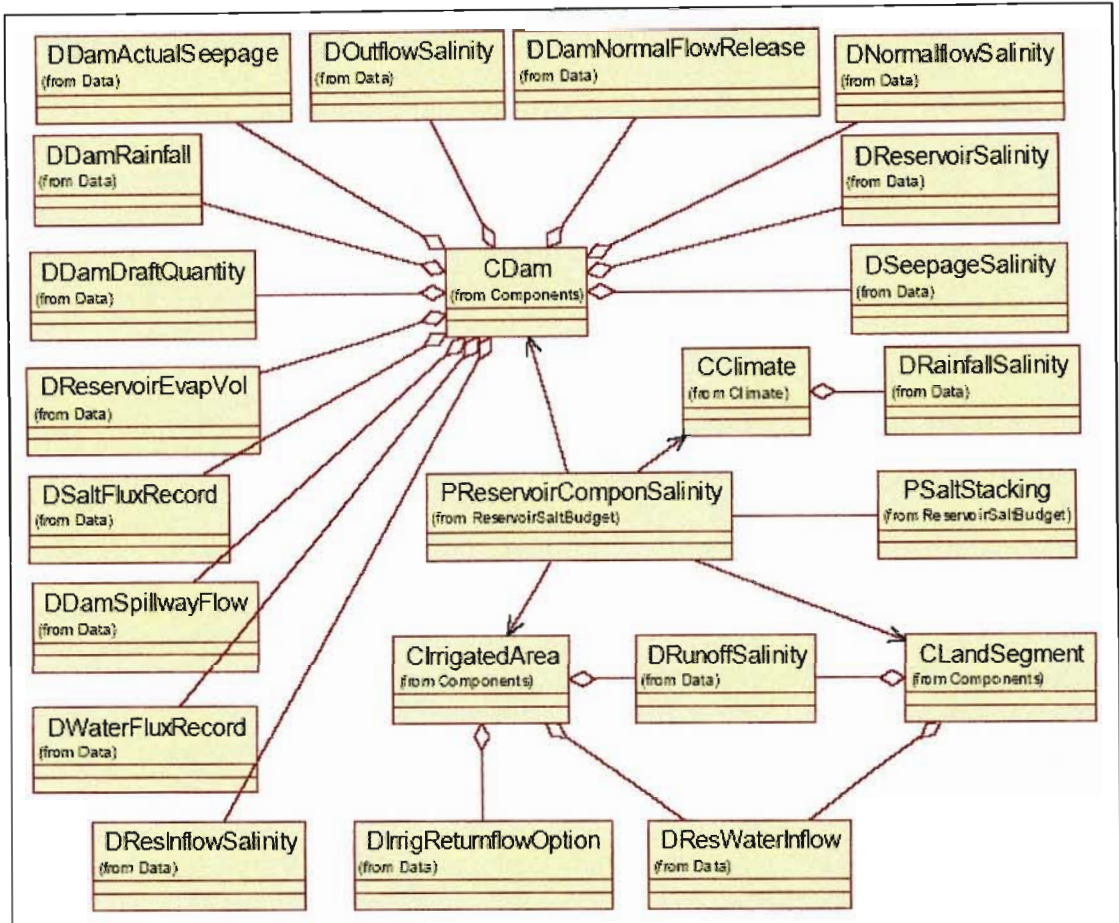 DDamActualSeepage
(from Data)
DOutflowSalinity
(from Data)
DDamNormalFlowRelease
(from Data)
DNormalflowSalinity
(from Data)
DDamRainfall
(from Data)
DReservoirSalinity
(from Data)
DDamDraftQuantity
(from Data)
CDam
(from Components)
DSeepageSalinity
(from Data)
DReservoirEvapVol
(from Data)
CClimate
(from Climate)
DRainfallSalinity
(from Data)
DSaltFluxRecord
(from Data)
PReservoirComponSalinity
(from ReservoirSaltBudget)
PSaltStacking
(from ReservoirSaltBudget)
DDamSpillwayFlow
(from Data)
CIrrigatedArea
(from Components)
DRunoffSalinity
(from Data)
CLandSegment
(from Components)
DWaterFluxRecord
(from Data)
DResInflowSalinity
(from Data)
DIrrigReturnflowOption
(from Data)
DResWaterInflow
(from Data)